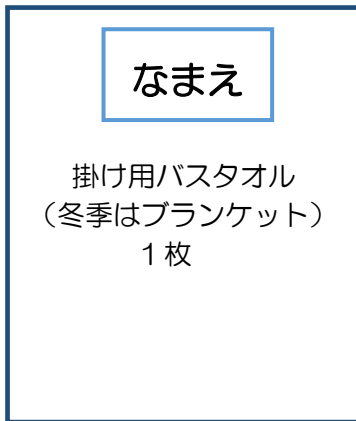 なまえ
掛け用バスタオル
（冬季はブランケット）
１枚